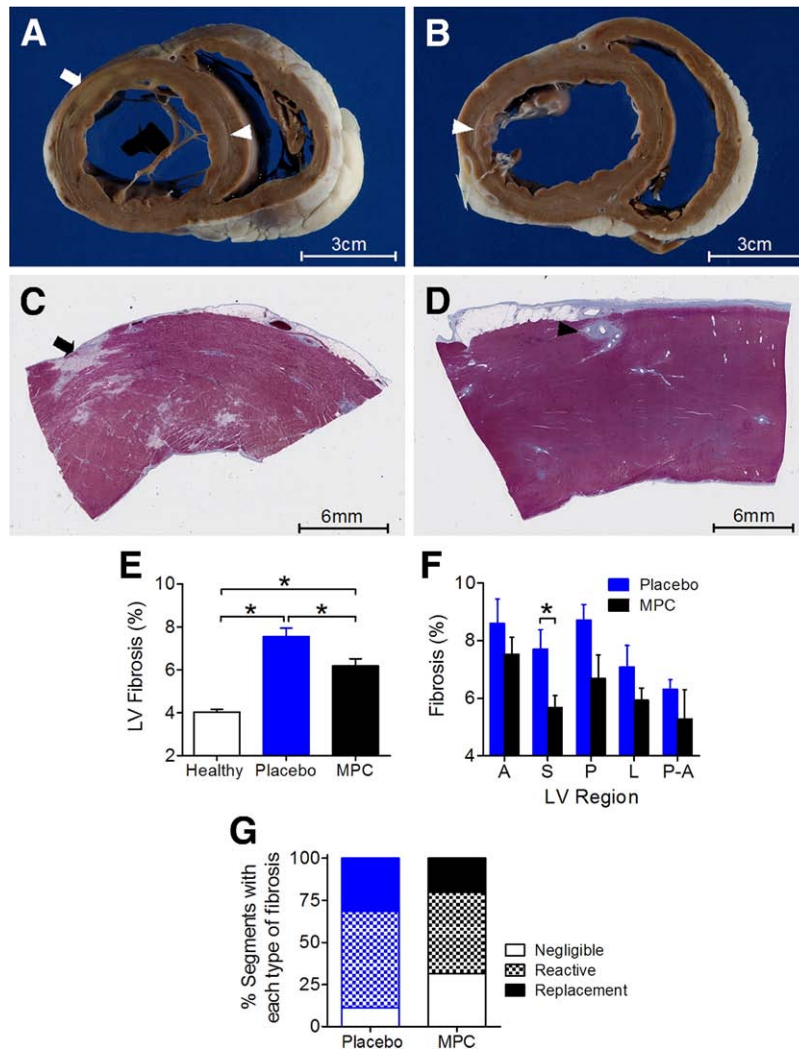 A
B
3cm
3cm
C
D
6mm
6mm
E
F
LV Fibrosis (%)
10
8
6
4
2
*
*
*
Healthy
Placebo
MPC
Fibrosis (%)
10
8
6
4
*
Placebo
MPC
A
S
P
L
P-A
LV Region
G
% Segments with
each type of fibrosis
100
75
50
25
0
Placebo
MPC
Negligible
Reactive
Replacement